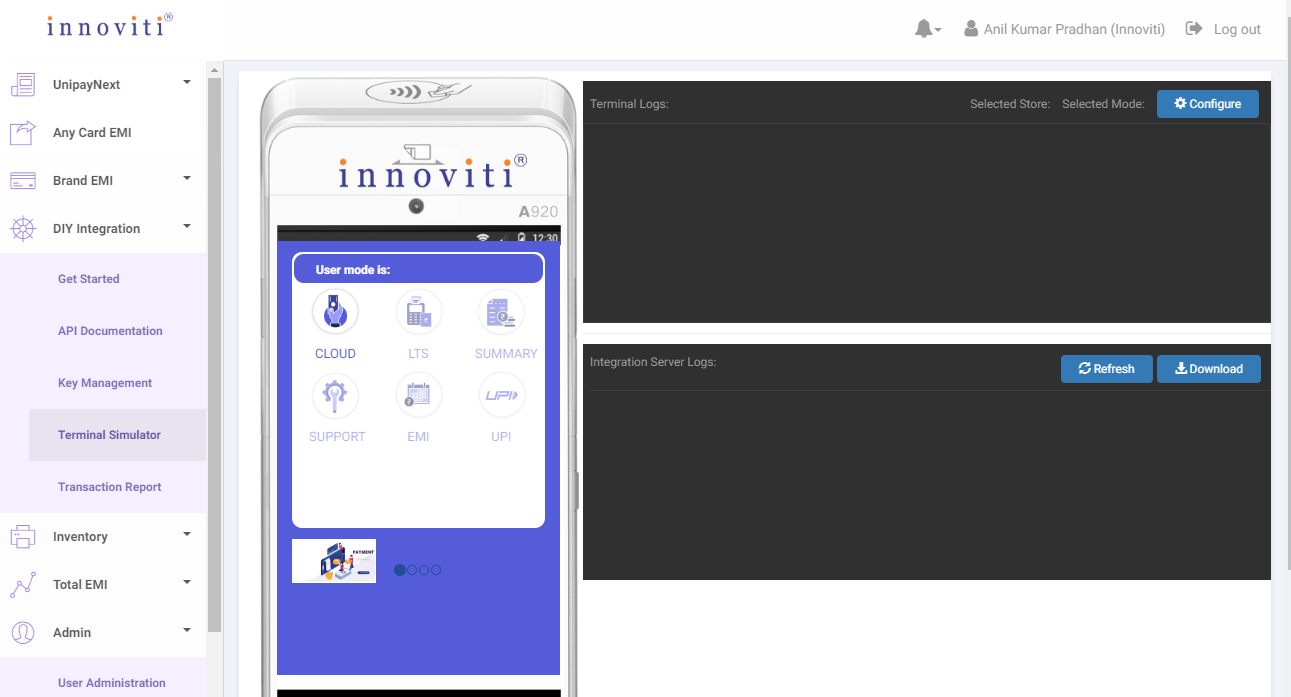 innoviti®
Anil Kumar Pradhan (Innoviti)
Log out
UnipayNext
Any Card EMI
Brand EMI
DIY Integration
Get Started
API Documentation
Key Management
Terminal Simulator
Transaction Report
Inventory
Total EMI
Admin
User Administration
innoviti®
A920
12:30
User mode is:
CLOUD
LTS
SUMMARY
SUPPORT
EMI
UPI
UPI
PAYMENT
Terminal Logs:
Selected Store:
Selected Mode:
Configure
Integration Server Logs:
Refresh
Download